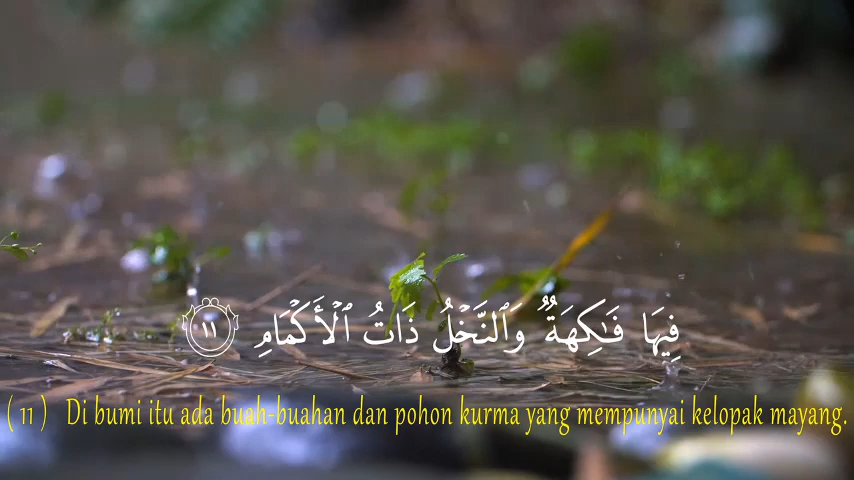 فِيهَا فَـٰكِهَةٌ وَٱلنَّخْلُ ذَاتُ ٱلْأَكْمَامِ ١١
( 11 ) Di bumi itu ada buah-buahan dan pohon kurma yang mempunyai kelopak mayang.